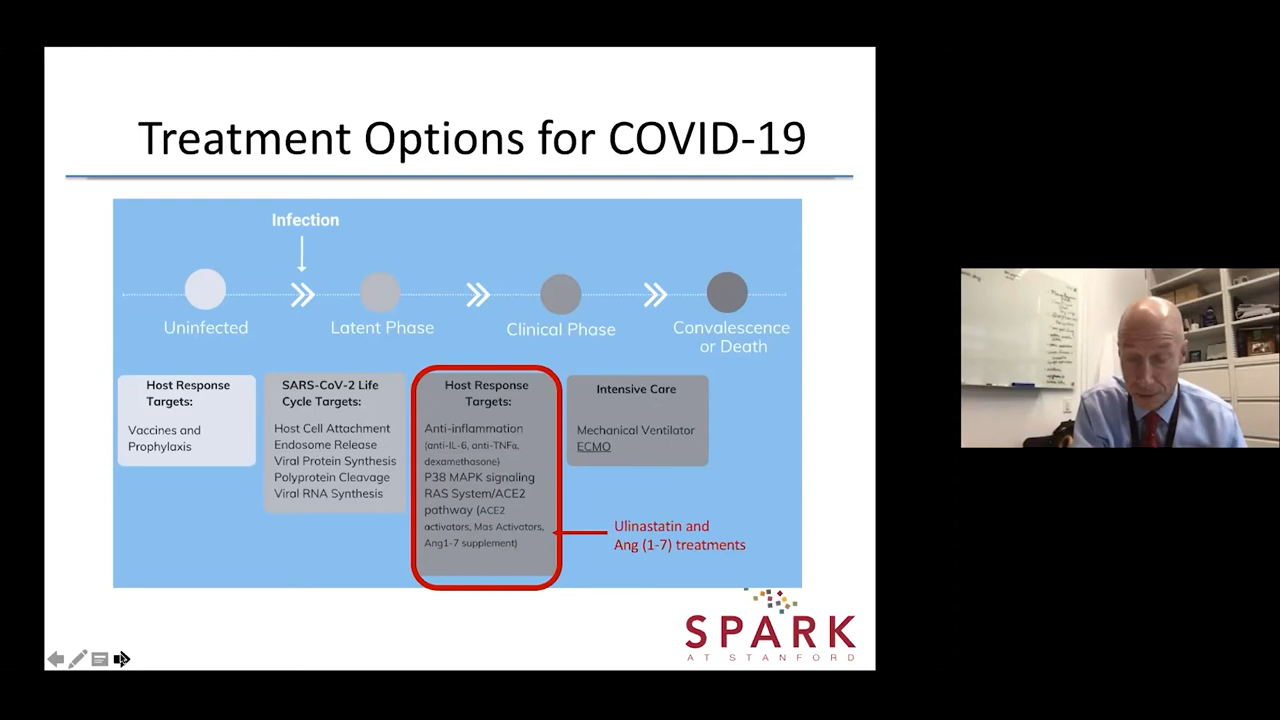 Treatment Options for COVID-19
Infection
Uninfected
Latent Phase
Clinical Phase
Convalescence
or Death
Host Response
Targets:
Vaccines and
Prophylaxis
SARS-CoV-2 Life
Cycle Targets:
Host Cell Attachment
Endosome Release
Viral Protein Synthesis
Polyprotein Cleavage
Viral RNA Synthesis
Host Response
Targets:
Anti-inflammation
(anti-IL-6, anti-TNFα,
dexamethasone)
P38 MAPK signaling
RAS System/ACE2
pathway (ACE2
activators, Mas Activators,
Ang1-7 supplement)
Intensive Care
Mechanical Ventilator
ECMO
Ulinastatin and
Ang (1-7) treatments
SPARK
AT STANFORD